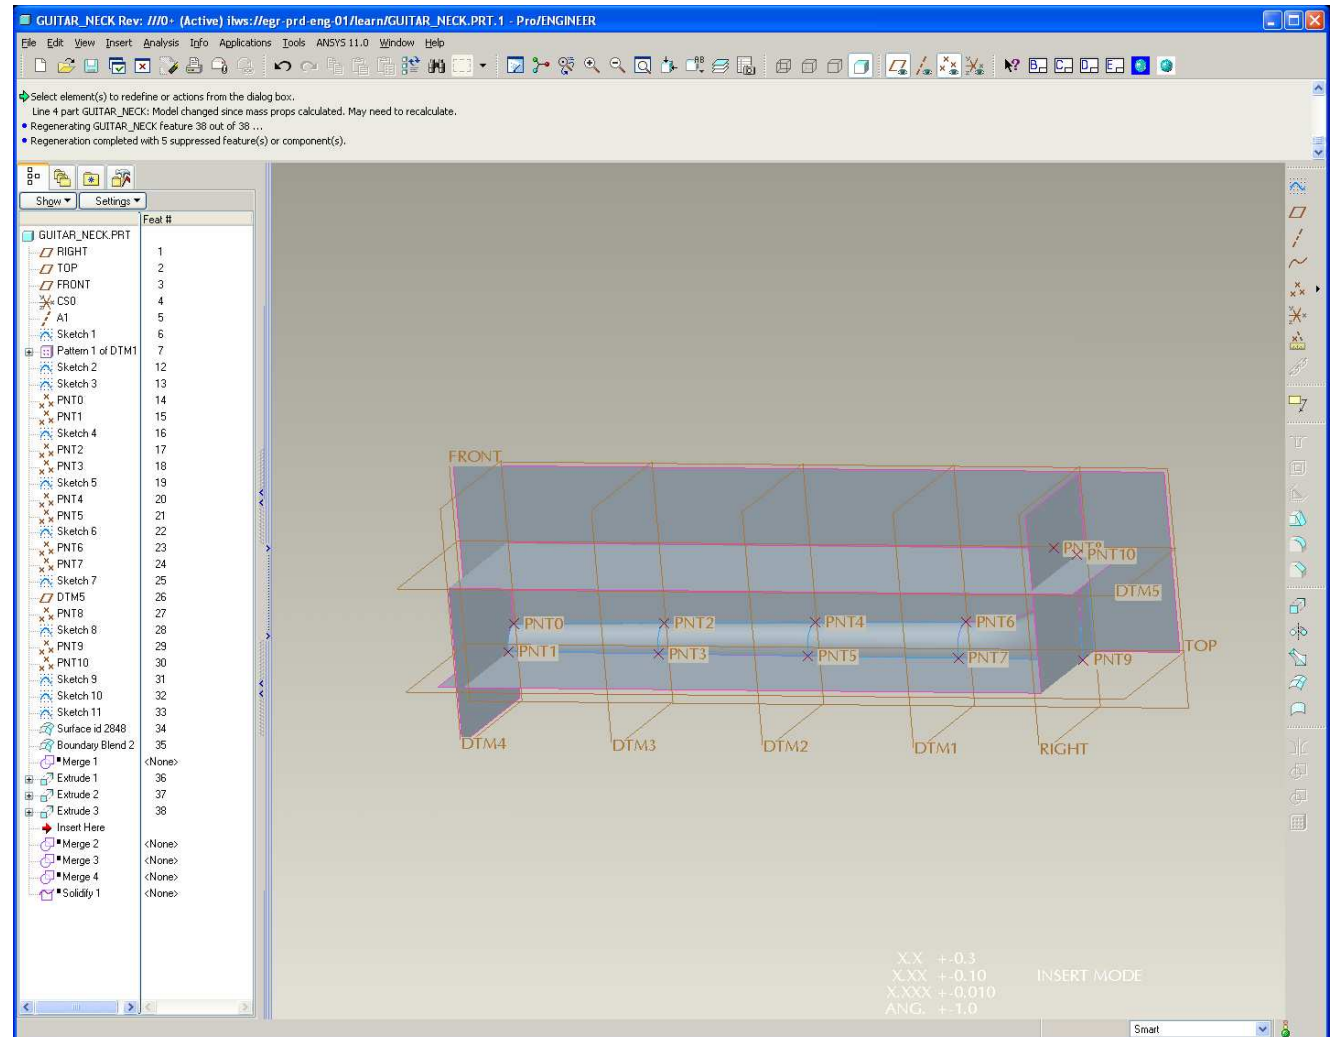 GUITAR_NECK Rev: ///0+ (Active) ilws://egr-prd-eng-01/learn/GUITAR_NECK.PRT.1 - Pro/ENGINEER
File Edit View Insert Analysis Info Applications Tools ANSYS 11.0 Window Help
Select element(s) to redefine or actions from the dialog box.
Line 4 part GUITAR_NECK: Model changed since mass props calculated. May need to recalculate.
Regenerating GUITAR_NECK feature 38 out of 38 ...
Regeneration completed with 5 suppressed feature(s) or component(s).
Show Settings
Feat #
GUITAR_NECK.PRT
RIGHT 1
TOP 2
FRONT 3
CS0 4
A1 5
Sketch 1 6
Pattern 1 of DTM1 7
Sketch 2 12
Sketch 3 13
PNT0 14
PNT1 15
Sketch 4 16
PNT2 17
PNT3 18
Sketch 5 19
PNT4 20
PNT5 21
Sketch 6 22
PNT6 23
PNT7 24
Sketch 7 25
DTM5 26
PNT8 27
Sketch 8 28
PNT9 29
PNT10 30
Sketch 9 31
Sketch 10 32
Sketch 11 33
Surface id 2848 34
Boundary Blend 2 35
Merge 1 <None>
Extrude 1 36
Extrude 2 37
Extrude 3 38
Insert Here
Merge 2 <None>
Merge 3 <None>
Merge 4 <None>
Solidify 1 <None>
FRONT
PNT8 PNT10
DTM5
PNT0 PNT2 PNT4 PNT6
PNT1 PNT3 PNT5 PNT7 PNT9
TOP
DTM4 DTM3 DTM2 DTM1 RIGHT
X.X +-0.3
X.XX +-0.10 INSERT MODE
X.XXX +-0.010
ANG. +-1.0
Smart